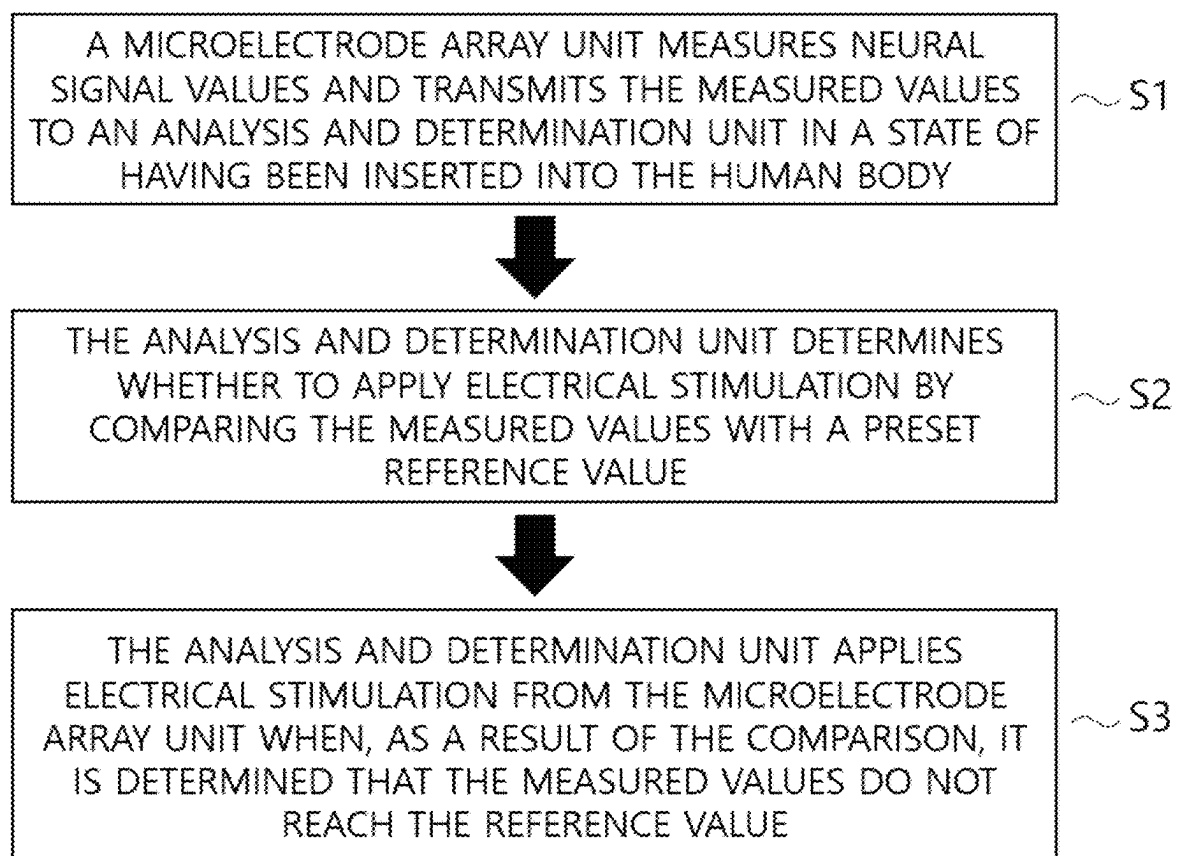 A MICROELECTRODE ARRAY UNIT MEASURES NEURAL
SIGNAL VALUES AND TRANSMITS THE MEASURED VALUES
TO AN ANALYSIS AND DETERMINATION UNIT IN A STATE OF
HAVING BEEN INSERTED INTO THE HUMAN BODY
S1
THE ANALYSIS AND DETERMINATION UNIT DETERMINES
WHETHER TO APPLY ELECTRICAL STIMULATION BY
COMPARING THE MEASURED VALUES WITH A PRESET
REFERENCE VALUE
S2
THE ANALYSIS AND DETERMINATION UNIT APPLIES
ELECTRICAL STIMULATION FROM THE MICROELECTRODE
ARRAY UNIT WHEN, AS A RESULT OF THE COMPARISON, IT
IS DETERMINED THAT THE MEASURED VALUES DO NOT
REACH THE REFERENCE VALUE
S3